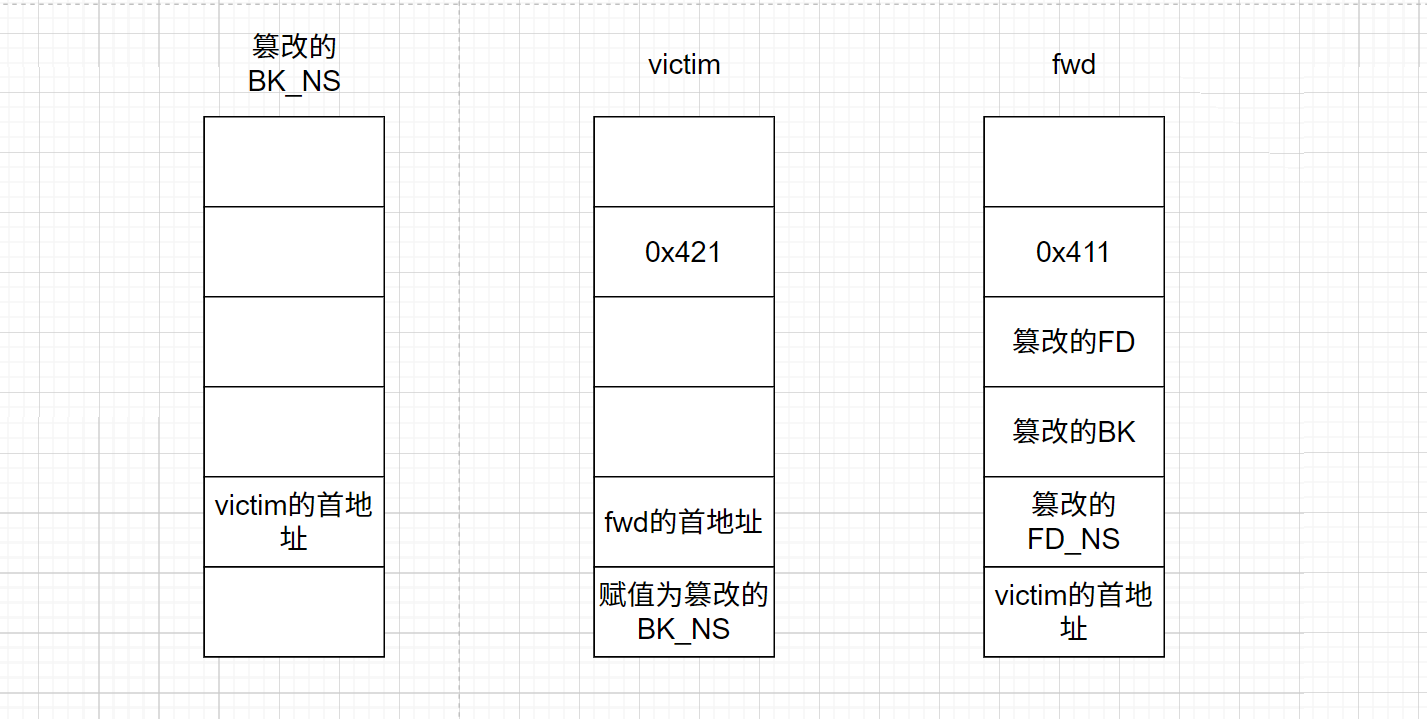 篡改的
BK_NS
victim
fwd
0x421
0x411
篡改的FD
篡改的BK
victim的首地
址
fwd的首地址
篡改的
FD_NS
赋值为篡改的
BK_NS
victim的首地
址